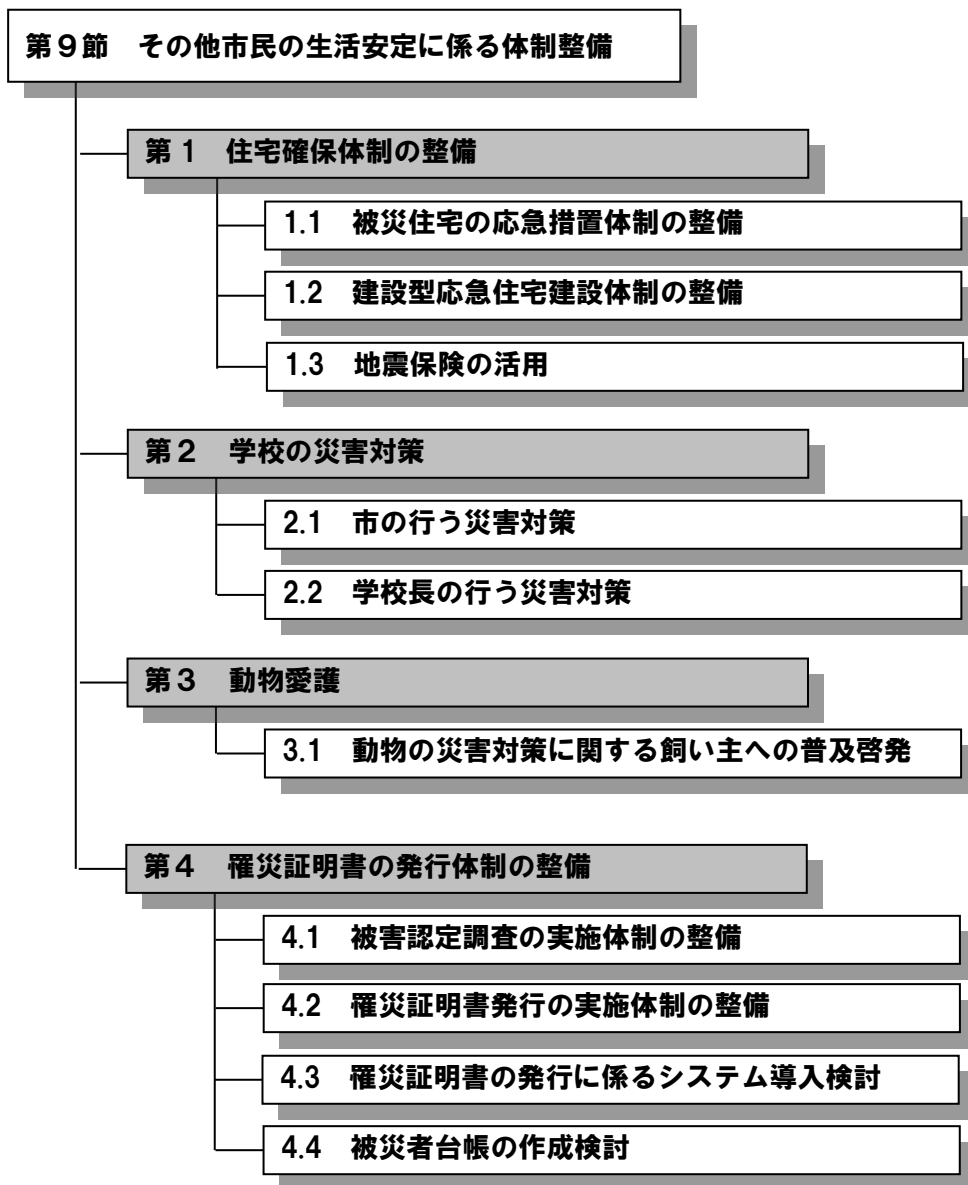 第９節　その他市民の生活安定に係る体制整備
第１　住宅確保体制の整備
1.1　被災住宅の応急措置体制の整備
1.2　建設型応急住宅建設体制の整備
1.3　地震保険の活用
第２　学校の災害対策
2.1　市の行う災害対策
2.2　学校長の行う災害対策
第３　動物愛護
3.1　動物の災害対策に関する飼い主への普及啓発
第４　罹災証明書の発行体制の整備
4.1　被害認定調査の実施体制の整備
4.2　罹災証明書発行の実施体制の整備
4.3　罹災証明書の発行に係るシステム導入検討
4.4　被災者台帳の作成検討